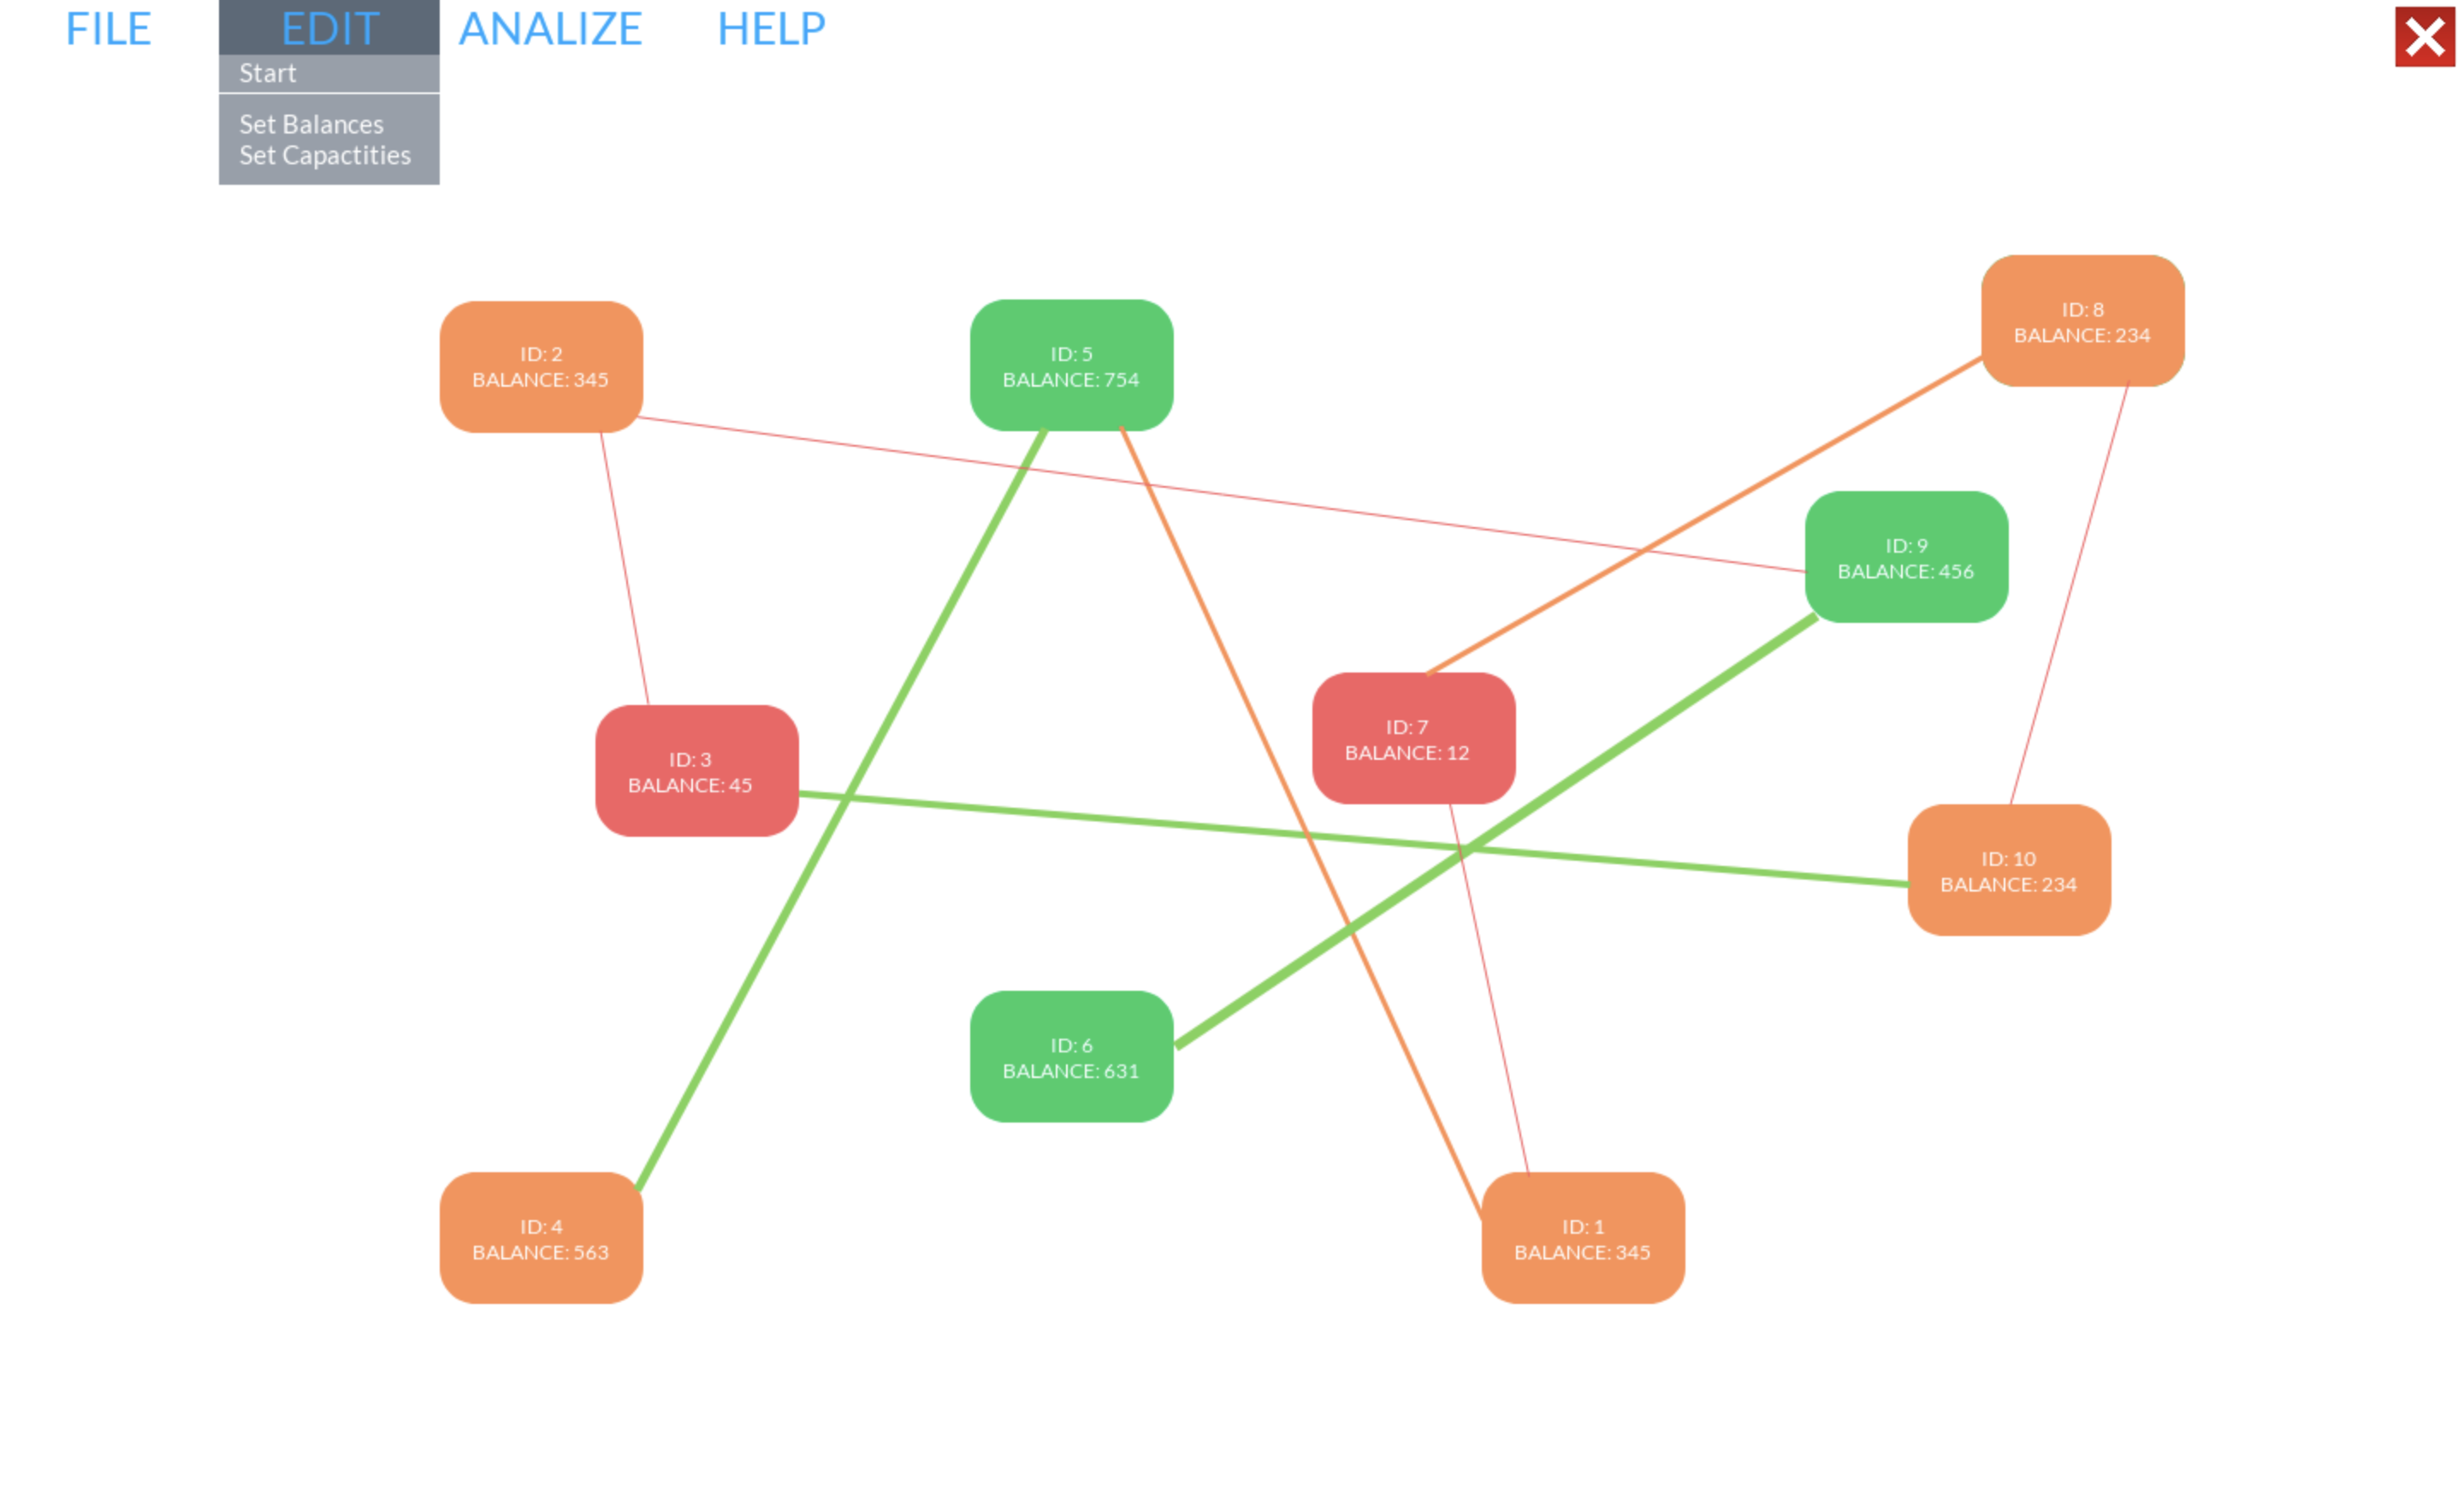 FILE
EDIT
ANALIZE
HELP
Start
Set Balances
Set Capactities
ID: 8
BALANCE: 234
ID: 2
BALANCE: 345
ID: 5
BALANCE: 754
ID: 9
BALANCE: 456
ID: 7
BALANCE: 12
ID: 3
BALANCE: 45
ID: 10
BALANCE: 234
ID: 6
BALANCE: 631
ID: 4
BALANCE: 563
ID: 1
BALANCE: 345